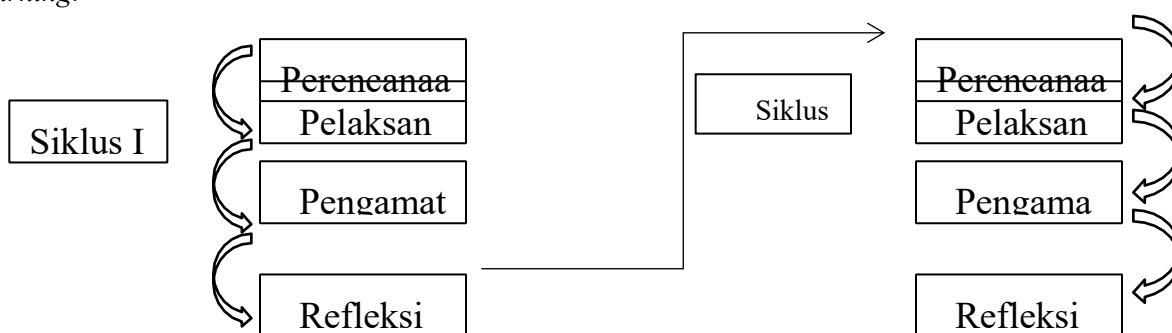 Perencanaa
Pelaksan
Siklus I
Pengamat
Refleksi
Siklus
Perencanaa
Pelaksan
Pengama
Refleksi